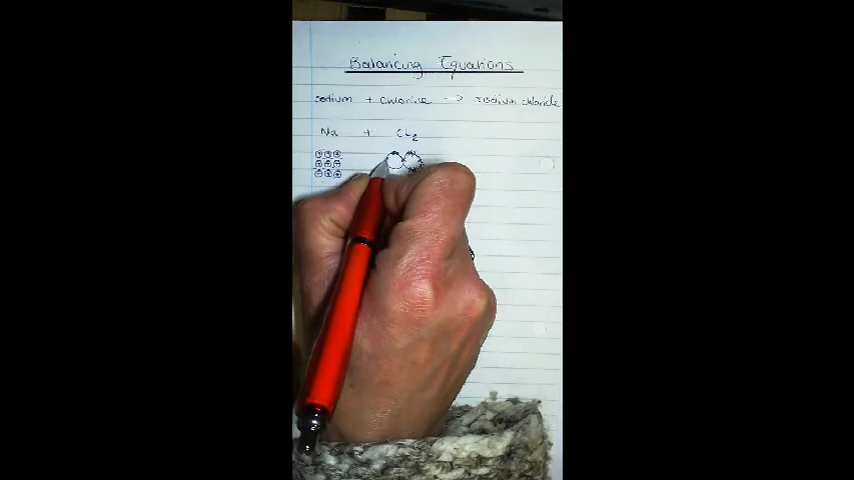 Balancing Equations
sodium + chlorine -> sodium chloride
Na + Cl2